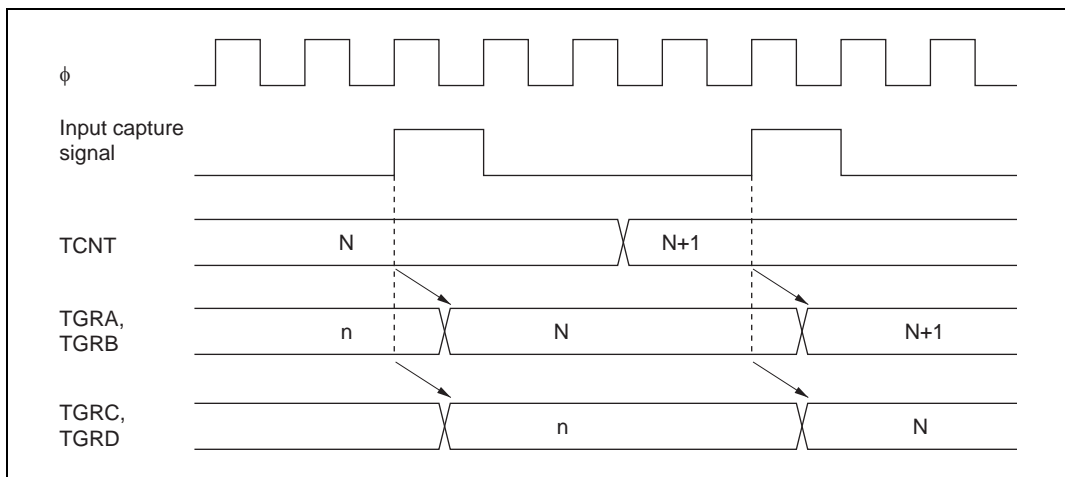 ϕ
Input capture
signal
TCNT
N
N+1
TGRA,
TGRB
n
N
N+1
TGRC,
TGRD
n
N